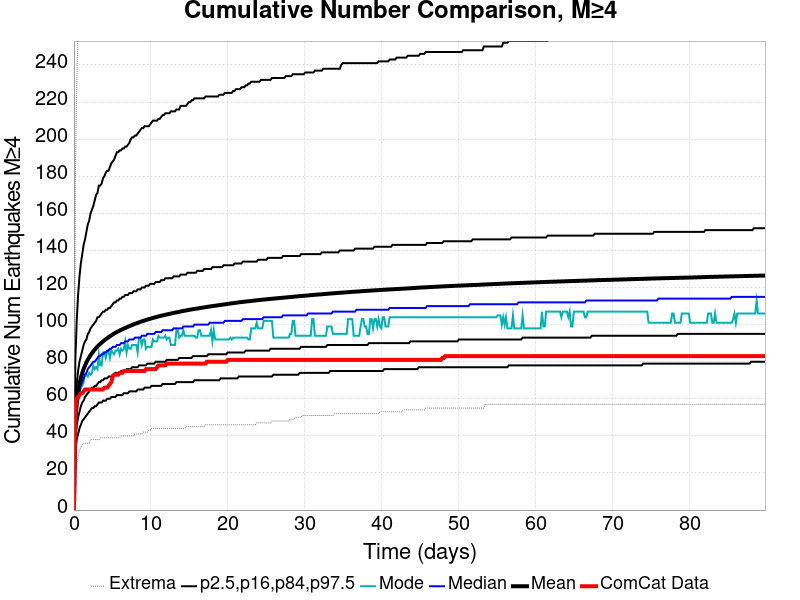 Cumulative Number Comparison, M≥4
Cumulative Num Earthquakes M≥4
240
220
200
180
160
140
120
100
80
60
40
20
0
0 10 20 30 40 50 60 70 80
Time (days)
Extrema p2.5,p16,p84,p97.5 Mode Median Mean ComCat Data